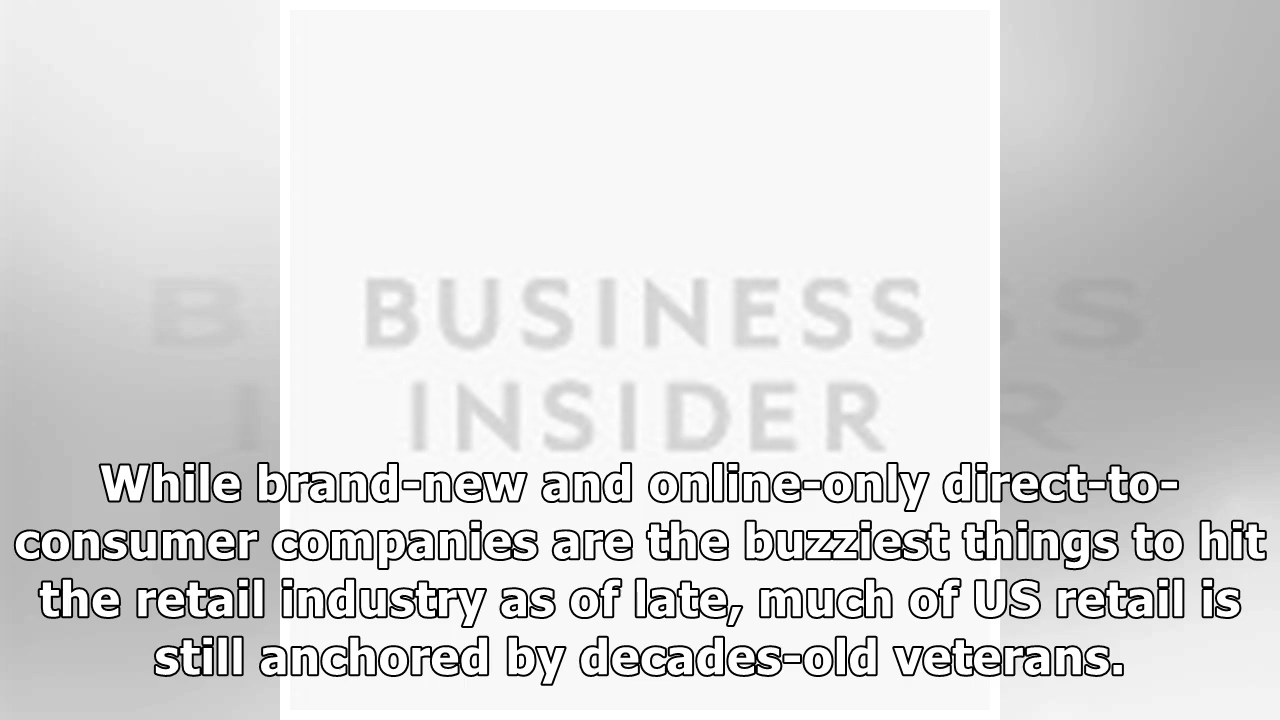 BUSINESS
INSIDER
While brand-new and online-only direct-to-
consumer companies are the buzziest things to hit
the retail industry as of late, much of US retail is
still anchored by decades-old veterans.